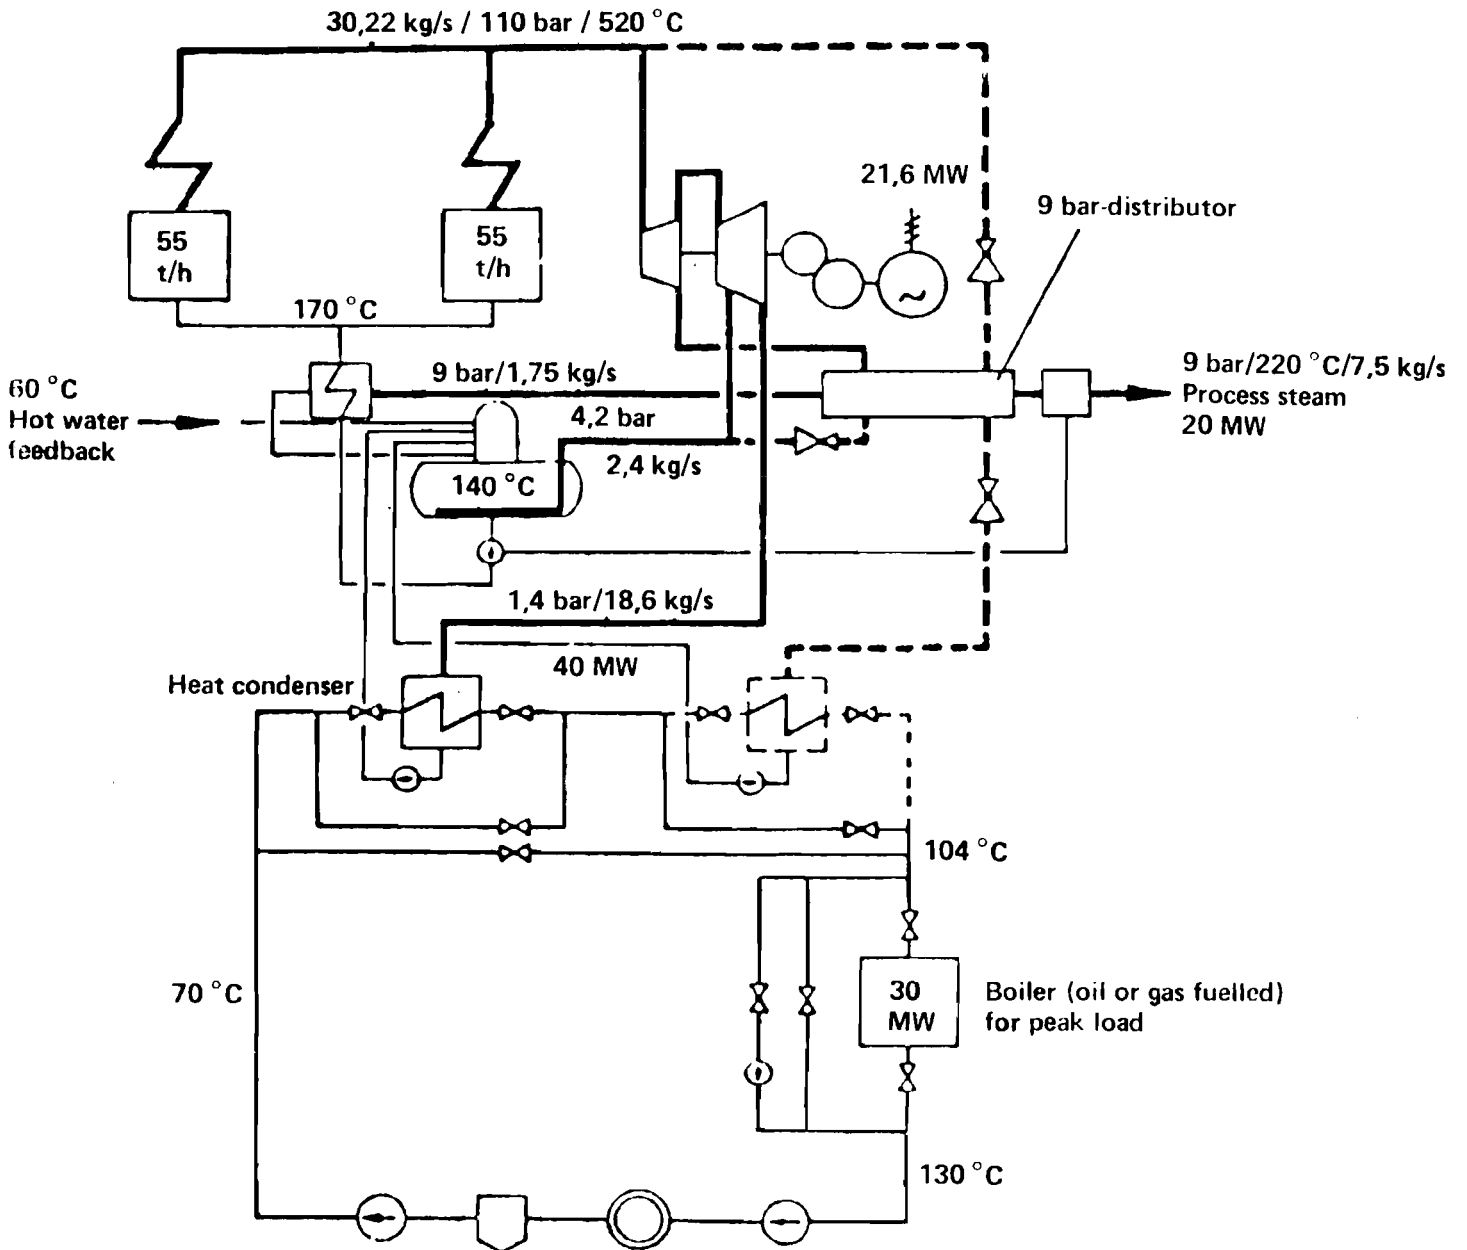 30,22 kg/s / 110 bar / 520 °C
21,6 MW
9 bar-distributor
55
t/h
55
t/h
170 °C
9 bar/220 °C/7,5 kg/s
Process steam
20 MW
60 °C
Hot water
feedback
9 bar/1,75 kg/s
4,2 bar
2,4 kg/s
140 °C
~
1,4 bar/18,6 kg/s
40 MW
Heat condenser
104 °C
70 °C
30
MW
Boiler (oil or gas fuelled)
for peak load
130 °C